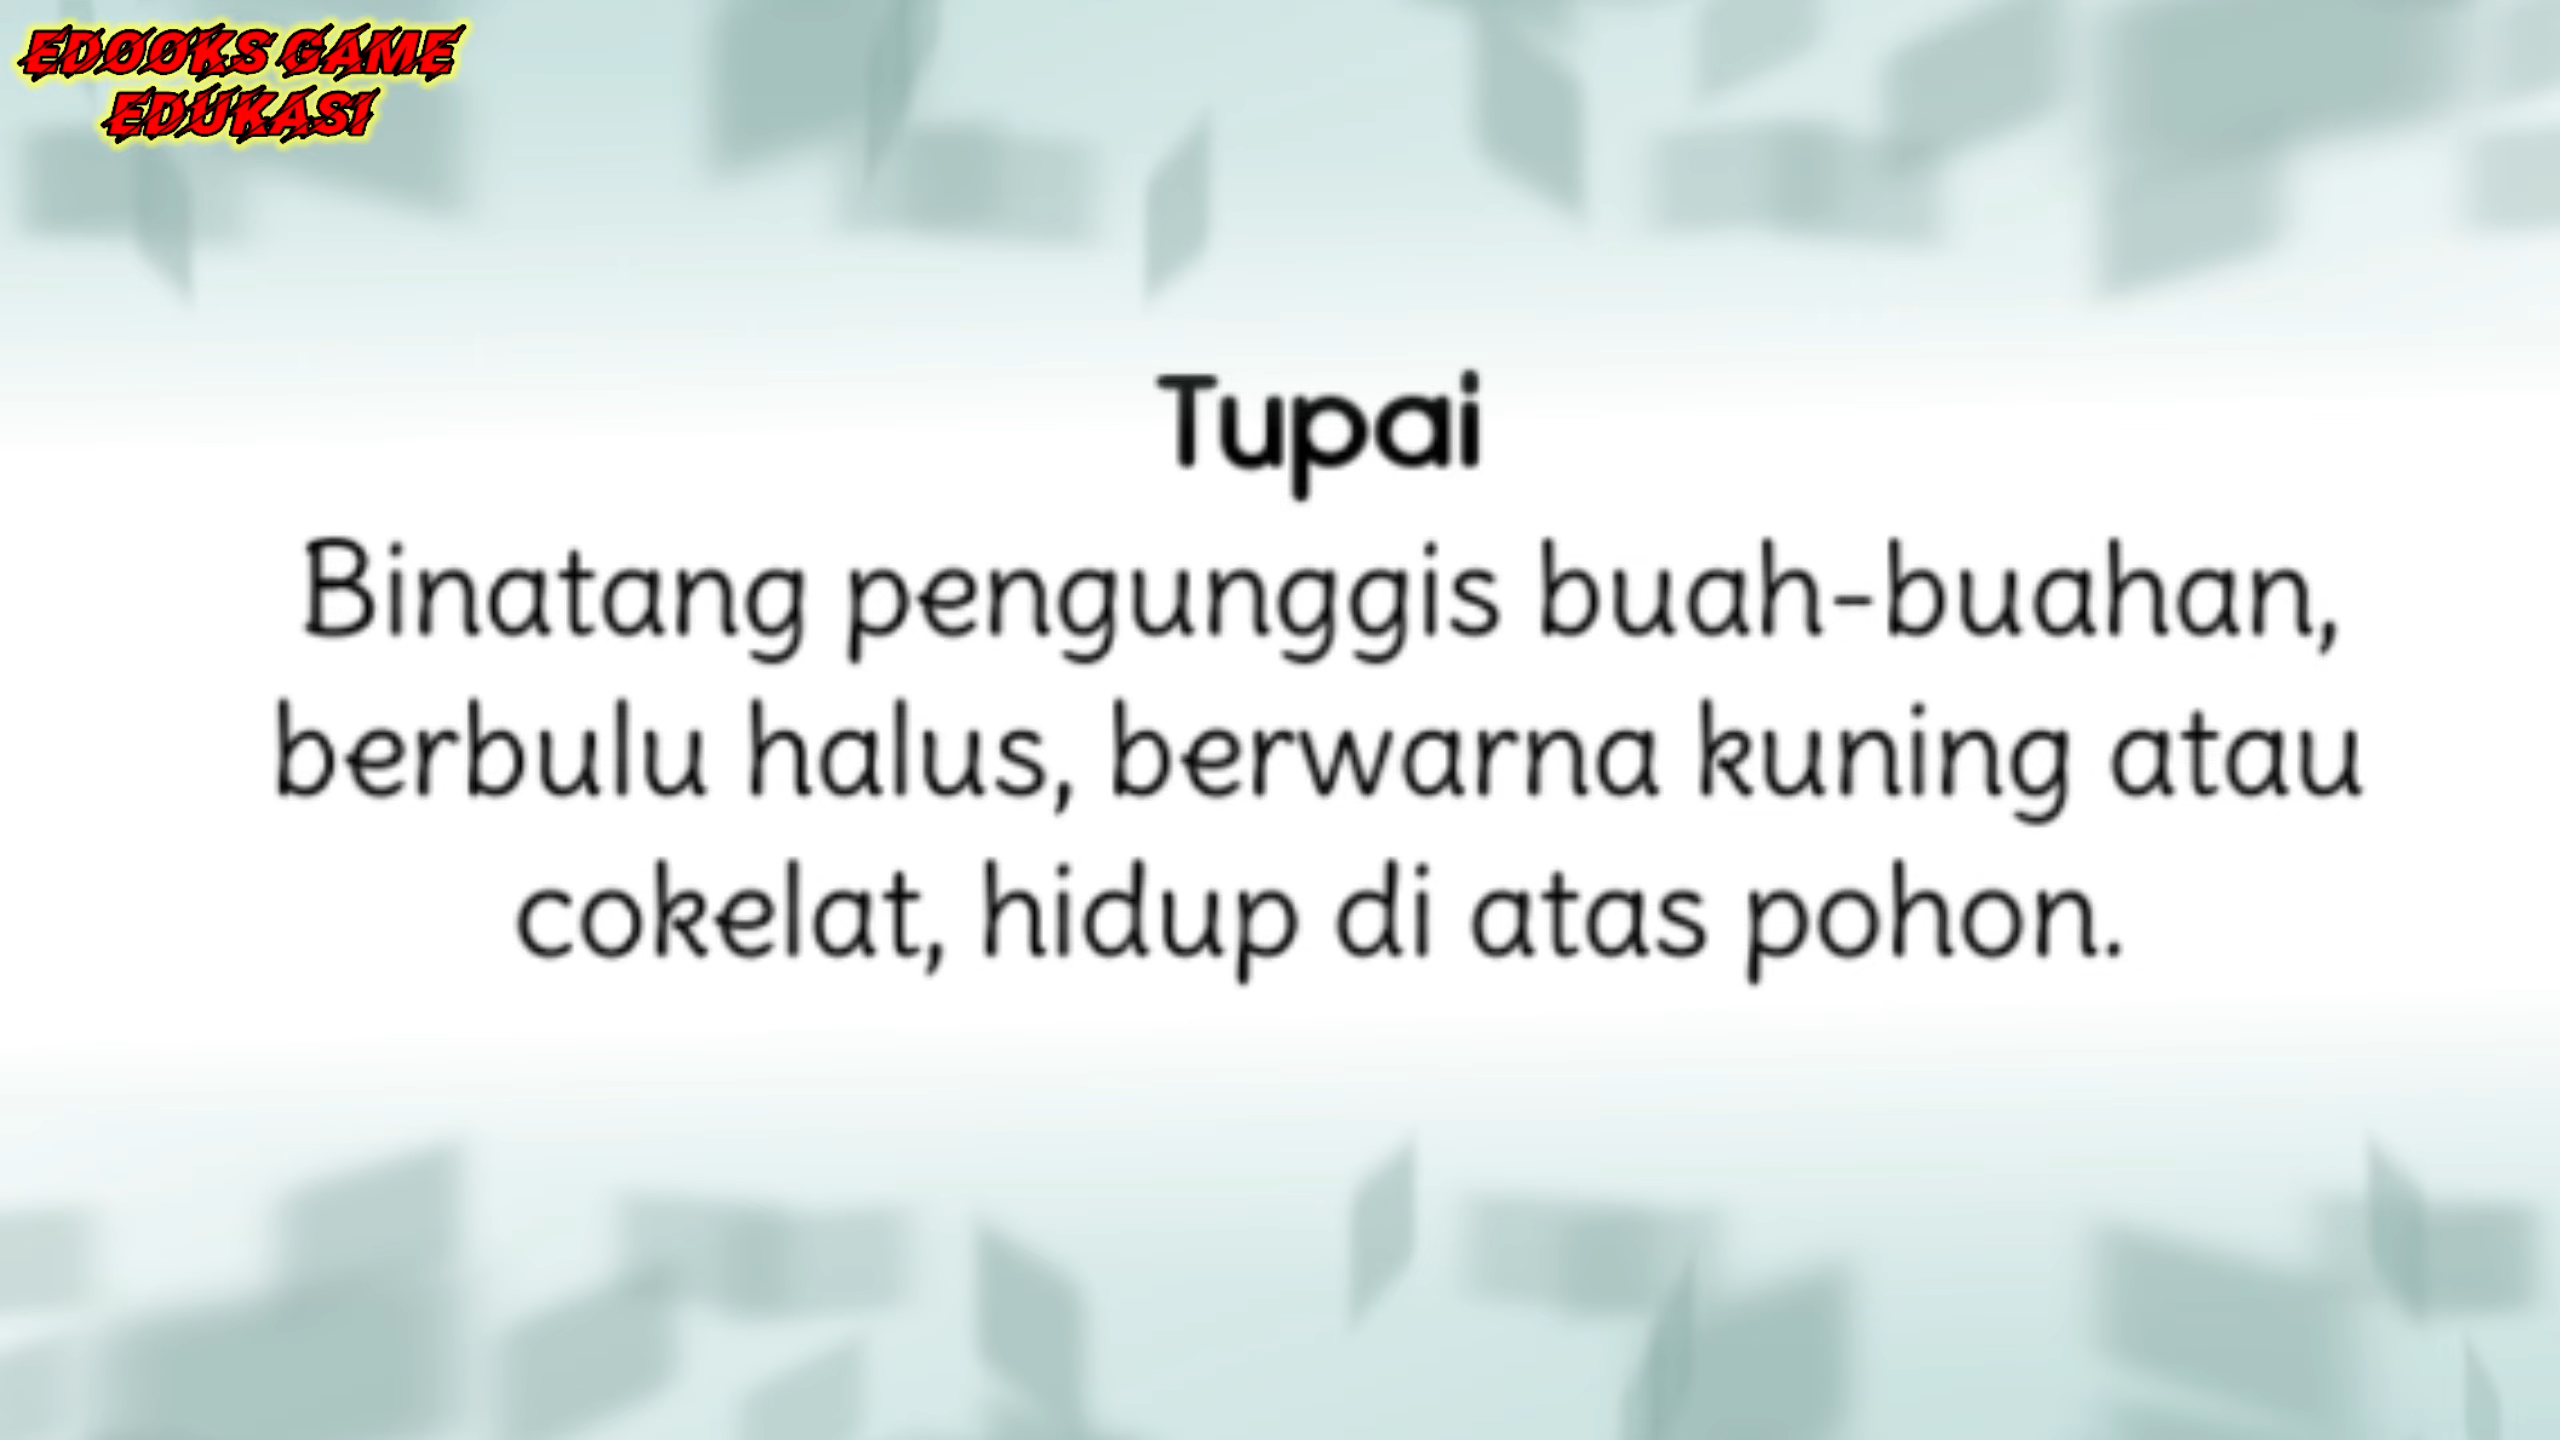 EDOOKS GAME
EDUKASI
Tupai
Binatang pengunggis buah-buahan,
berbulu halus, berwarna kuning atau
cokelat, hidup di atas pohon.